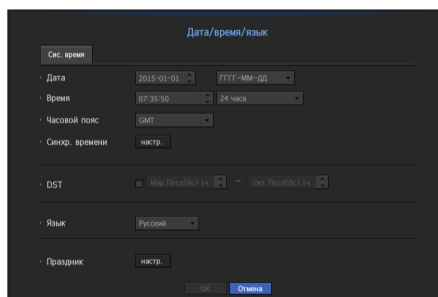 Дата/время/язык
Сис. время
Дата 2015-01-01 ГГГГ-ММ-ДД
Время 07:35:50 24 часа
Часовой пояс GMT
Синхр. времени настр.
DST Мар Посл(Вс) 1ч - Окт Посл(Вс) 1ч
Язык Русский
Праздник настр.
OK Отмена